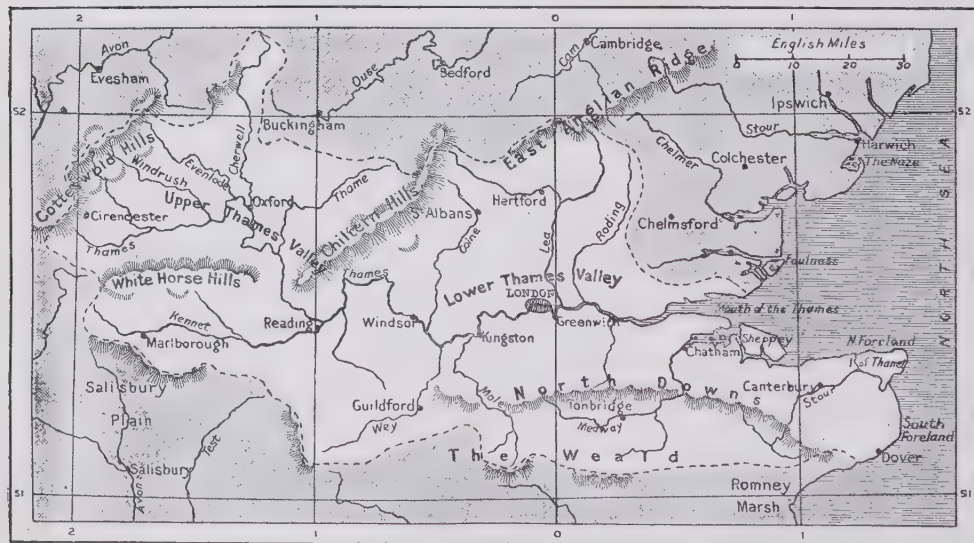 2
1
0
1
Avon
Evesham
Ouse
Bedford
Cam
Cambridge
English Miles
0 10 20 30
52
Buckingham
East Anglian Ridge
Ipswich
52
Stour
Harwich
The Naze
Cotteswold Hills
Cherwell
Evenlode
Windrush
Oxford
Thame
Chiltern Hills
St Albans
Hertford
Chelmer
Colchester
Cirencester
Upper Thames Valley
Colne
Lea
Roding
Chelmsford
Thames
White Horse Hills
Thames
Lower Thames Valley
LONDON
Foulness
NORTH SEA
Kennet
Marlborough
Reading
Windsor
Kingston
Greenwich
Mouth of the Thames
Chatham
Sheppey
N Foreland
I. of Thanet
Salisbury
Plain
Guildford
Wey
Mole
North Downs
Tonbridge
Medway
Canterbury
Stour
South
Foreland
Dover
Salisbury
Test
Avon
The Weald
Romney
Marsh
51
51
2
1
0
1